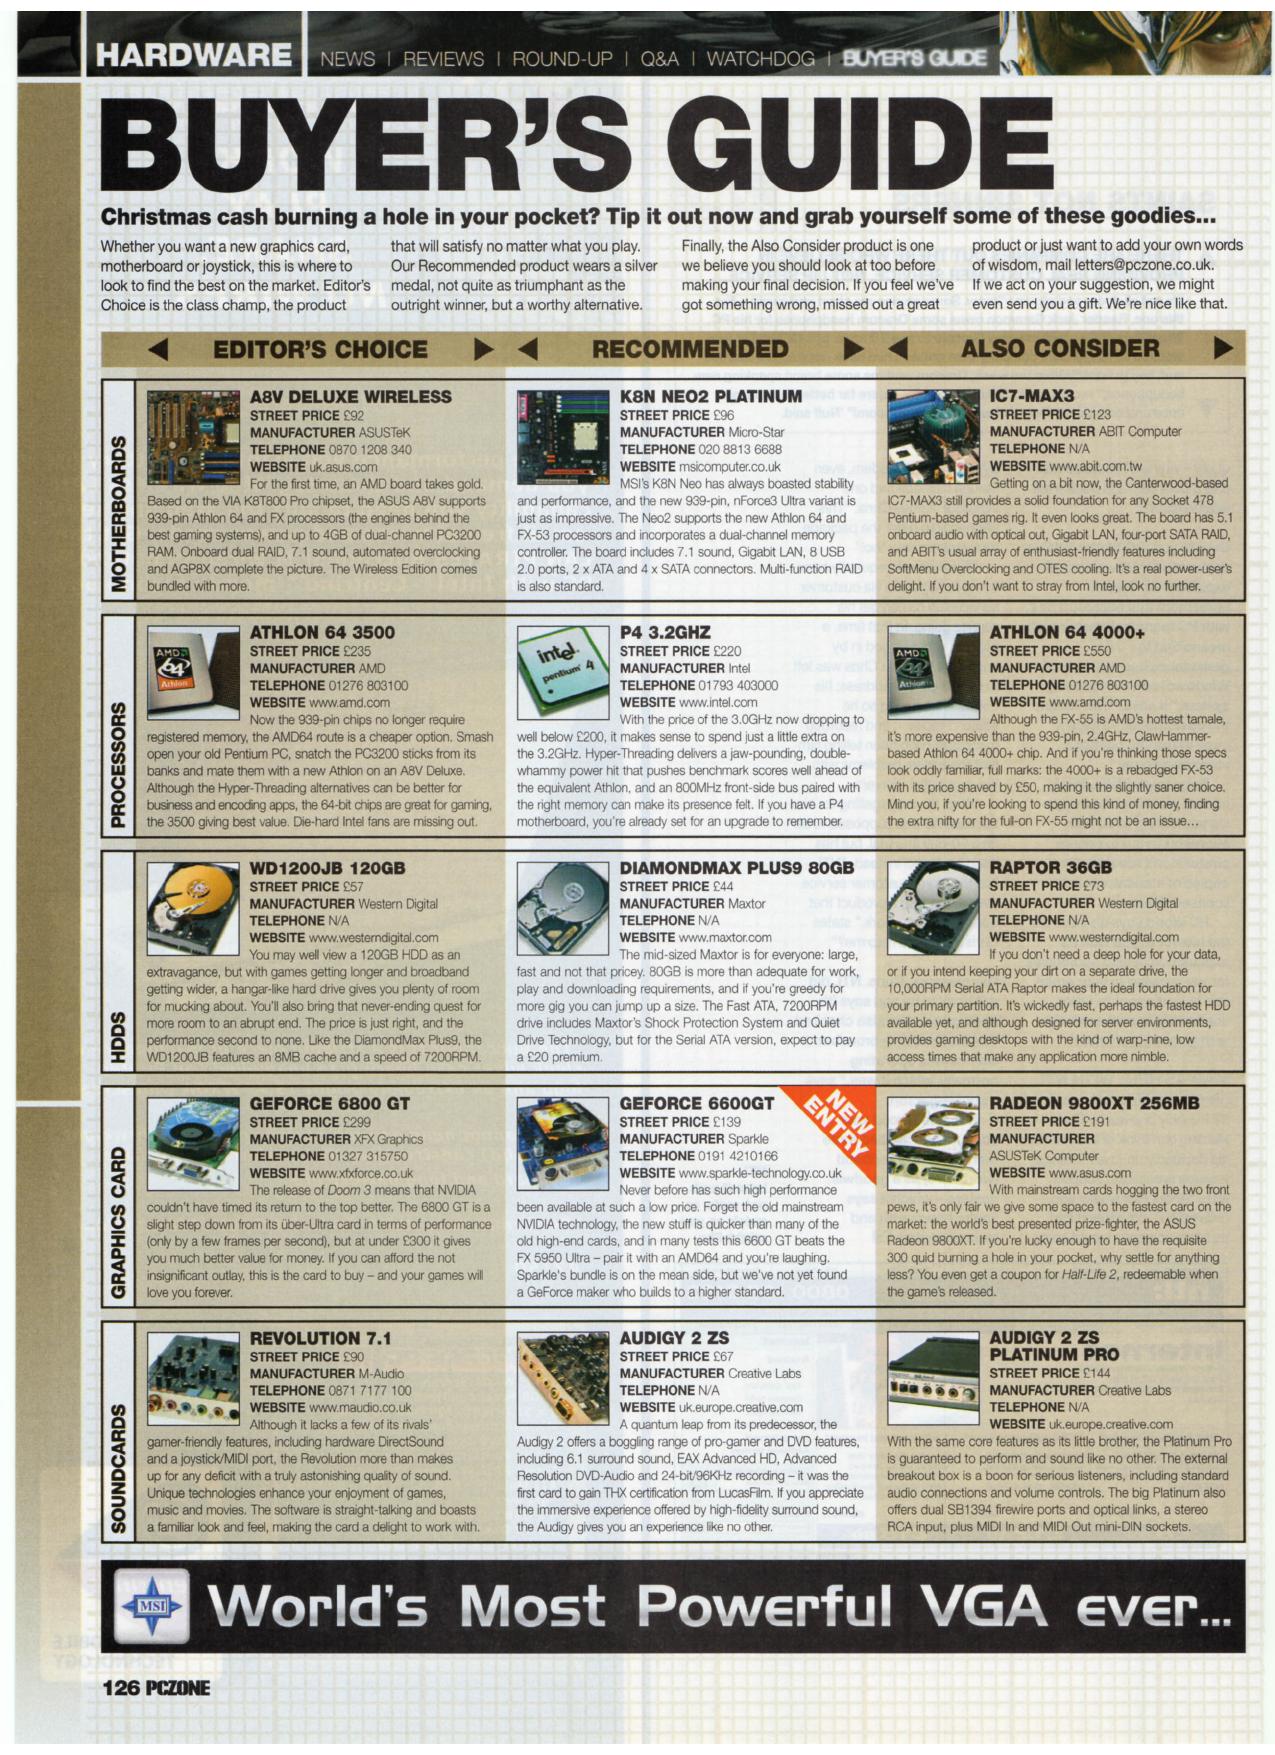 HARDWARE
NEWS | REVIEWS | ROUND-UP | Q&A | WATCHDOG | BUYER'S GUIDE
BUYER'S GUIDE
Christmas cash burning a hole in your pocket? Tip it out now and grab yourself some of these goodies...
Whether you want a new graphics card,
motherboard or joystick, this is where to
look to find the best on the market. Editor's
Choice is the class champ, the product
that will satisfy no matter what you play.
Our Recommended product wears a silver
medal, not quite as triumphant as the
outright winner, but a worthy alternative.
Finally, the Also Consider product is one
we believe you should look at too before
making your final decision. If you feel we've
got something wrong, missed out a great
product or just want to add your own words
of wisdom, mail letters@pczone.co.uk.
If we act on your suggestion, we might
even send you a gift. We're nice like that.
EDITOR'S CHOICE
RECOMMENDED
ALSO CONSIDER
MOTHERBOARDS
A8V DELUXE WIRELESS
STREET PRICE £92
MANUFACTURER ASUSTeK
TELEPHONE 0870 1208 340
WEBSITE uk.asus.com
For the first time, an AMD board takes gold.
Based on the VIA K8T800 Pro chipset, the ASUS A8V supports
939-pin Athlon 64 and FX processors (the engines behind the
best gaming systems), and up to 4GB of dual-channel PC3200
RAM. Onboard dual RAID, 7.1 sound, automated overclocking
and AGP8X complete the picture. The Wireless Edition comes
bundled with more.
K8N NEO2 PLATINUM
STREET PRICE £96
MANUFACTURER Micro-Star
TELEPHONE 020 8813 6688
WEBSITE msicomputer.co.uk
MSI's K8N Neo has always boasted stability
and performance, and the new 939-pin, nForce3 Ultra variant is
just as impressive. The Neo2 supports the new Athlon 64 and
FX-53 processors and incorporates a dual-channel memory
controller. The board includes 7.1 sound, Gigabit LAN, 8 USB
2.0 ports, 2 x ATA and 4 x SATA connectors. Multi-function RAID
is also standard.
IC7-MAX3
STREET PRICE £123
MANUFACTURER ABIT Computer
TELEPHONE N/A
WEBSITE www.abit.com.tw
Getting on a bit now, the Canterwood-based
IC7-MAX3 still provides a solid foundation for any Socket 478
Pentium-based games rig. It even looks great. The board has 5.1
onboard audio with optical out, Gigabit LAN, four-port SATA RAID,
and ABIT's usual array of enthusiast-friendly features including
SoftMenu Overclocking and OTES cooling. It's a real power-user's
delight. If you don't want to stray from Intel, look no further.
PROCESSORS
AMD
64
Athlon
ATHLON 64 3500
STREET PRICE £235
MANUFACTURER AMD
TELEPHONE 01276 803100
WEBSITE www.amd.com
Now the 939-pin chips no longer require
registered memory, the AMD64 route is a cheaper option. Smash
open your old Pentium PC, snatch the PC3200 sticks from its
banks and mate them with a new Athlon on an A8V Deluxe.
Although the Hyper-Threading alternatives can be better for
business and encoding apps, the 64-bit chips are great for gaming,
the 3500 giving best value. Die-hard Intel fans are missing out.
intel
pentium 4
P4 3.2GHZ
STREET PRICE £220
MANUFACTURER Intel
TELEPHONE 01793 403000
WEBSITE www.intel.com
With the price of the 3.0GHz now dropping to
well below £200, it makes sense to spend just a little extra on
the 3.2GHz. Hyper-Threading delivers a jaw-pounding, double-
whammy power hit that pushes benchmark scores well ahead of
the equivalent Athlon, and an 800MHz front-side bus paired with
the right memory can make its presence felt. If you have a P4
motherboard, you're already set for an upgrade to remember.
AMD
64
Athlon
ATHLON 64 4000+
STREET PRICE £550
MANUFACTURER AMD
TELEPHONE 01276 803100
WEBSITE www.amd.com
Although the FX-55 is AMD's hottest tamale,
it's more expensive than the 939-pin, 2.4GHz, ClawHammer-
based Athlon 64 4000+ chip. And if you're thinking those specs
look oddly familiar, full marks: the 4000+ is a rebadged FX-53
with its price shaved by £50, making it the slightly saner choice.
Mind you, if you're looking to spend this kind of money, finding
the extra nifty for the full-on FX-55 might not be an issue...
HDDS
WD1200JB 120GB
STREET PRICE £57
MANUFACTURER Western Digital
TELEPHONE N/A
WEBSITE www.westerndigital.com
You may well view a 120GB HDD as an
extravagance, but with games getting longer and broadband
getting wider, a hangar-like hard drive gives you plenty of room
for mucking about. You'll also bring that never-ending quest for
more room to an abrupt end. The price is just right, and the
performance second to none. Like the DiamondMax Plus9, the
WD1200JB features an 8MB cache and a speed of 7200RPM.
DIAMONDMAX PLUS9 80GB
STREET PRICE £44
MANUFACTURER Maxtor
TELEPHONE N/A
WEBSITE www.maxtor.com
The mid-sized Maxtor is for everyone: large,
fast and not that pricey. 80GB is more than adequate for work,
play and downloading requirements, and if you're greedy for
more gig you can jump up a size. The Fast ATA, 7200RPM
drive includes Maxtor's Shock Protection System and Quiet
Drive Technology, but for the Serial ATA version, expect to pay
a £20 premium.
RAPTOR 36GB
STREET PRICE £73
MANUFACTURER Western Digital
TELEPHONE N/A
WEBSITE www.westerndigital.com
If you don't need a deep hole for your data,
or if you intend keeping your dirt on a separate drive, the
10,000RPM Serial ATA Raptor makes the ideal foundation for
your primary partition. It's wickedly fast, perhaps the fastest HDD
available yet, and although designed for server environments,
provides gaming desktops with the kind of warp-nine, low
access times that make any application more nimble.
GRAPHICS CARD
GEFORCE 6800 GT
STREET PRICE £299
MANUFACTURER XFX Graphics
TELEPHONE 01327 315750
WEBSITE www.xfxforce.co.uk
The release of Doom 3 means that NVIDIA
couldn't have timed its return to the top better. The 6800 GT is a
slight step down from its über-Ultra card in terms of performance
(only by a few frames per second), but at under £300 it gives
you much better value for money. If you can afford the not
insignificant outlay, this is the card to buy – and your games will
love you forever.
GEFORCE 6600GT
STREET PRICE £139
MANUFACTURER Sparkle
TELEPHONE 0191 4210166
WEBSITE www.sparkle-technology.co.uk
NEW
ENTRY
Never before has such high performance
been available at such a low price. Forget the old mainstream
NVIDIA technology, the new stuff is quicker than many of the
old high-end cards, and in many tests this 6600 GT beats the
FX 5950 Ultra – pair it with an AMD64 and you're laughing.
Sparkle's bundle is on the mean side, but we've not yet found
a GeForce maker who builds to a higher standard.
RADEON 9800XT 256MB
STREET PRICE £191
MANUFACTURER
ASUSTeK Computer
WEBSITE www.asus.com
With mainstream cards hogging the two front
pews, it's only fair we give some space to the fastest card on the
market: the world's best presented prize-fighter, the ASUS
Radeon 9800XT. If you're lucky enough to have the requisite
300 quid burning a hole in your pocket, why settle for anything
less? You even get a coupon for Half-Life 2, redeemable when
the game's released.
SOUNDCARDS
REVOLUTION 7.1
STREET PRICE £90
MANUFACTURER M-Audio
TELEPHONE 0871 7177 100
WEBSITE www.maudio.co.uk
Although it lacks a few of its rivals'
gamer-friendly features, including hardware DirectSound
and a joystick/MIDI port, the Revolution more than makes
up for any deficit with a truly astonishing quality of sound.
Unique technologies enhance your enjoyment of games,
music and movies. The software is straight-talking and boasts
a familiar look and feel, making the card a delight to work with.
AUDIGY 2 ZS
STREET PRICE £67
MANUFACTURER Creative Labs
TELEPHONE N/A
WEBSITE uk.europe.creative.com
A quantum leap from its predecessor, the
Audigy 2 offers a boggling range of pro-gamer and DVD features,
including 6.1 surround sound, EAX Advanced HD, Advanced
Resolution DVD-Audio and 24-bit/96KHz recording – it was the
first card to gain THX certification from LucasFilm. If you appreciate
the immersive experience offered by high-fidelity surround sound,
the Audigy gives you an experience like no other.
AUDIGY 2 ZS
PLATINUM PRO
STREET PRICE £144
MANUFACTURER Creative Labs
TELEPHONE N/A
WEBSITE uk.europe.creative.com
With the same core features as its little brother, the Platinum Pro
is guaranteed to perform and sound like no other. The external
breakout box is a boon for serious listeners, including standard
audio connections and volume controls. The big Platinum also
offers dual SB1394 firewire ports and optical links, a stereo
RCA input, plus MIDI In and MIDI Out mini-DIN sockets.
MSI
World's Most Powerful VGA ever...
126 PCZONE